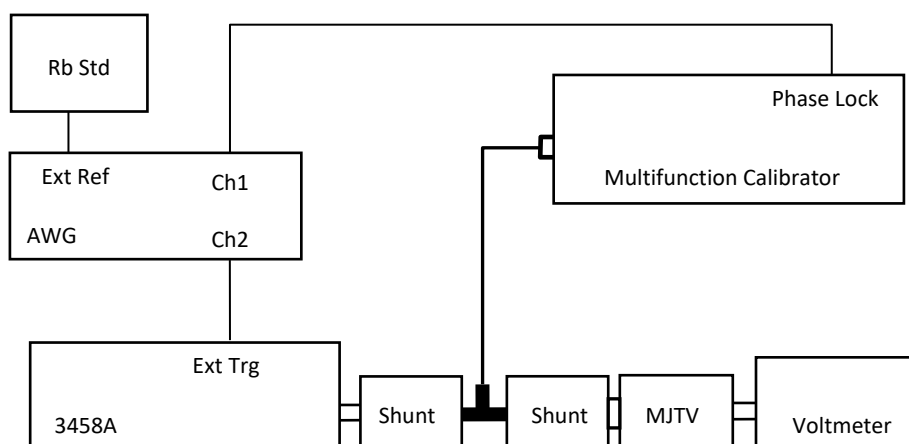 Rb Std
Phase Lock
Ext Ref
Ch1
Multifunction Calibrator
AWG
Ch2
Ext Trg
3458A
Shunt
Shunt
MJTV
Voltmeter